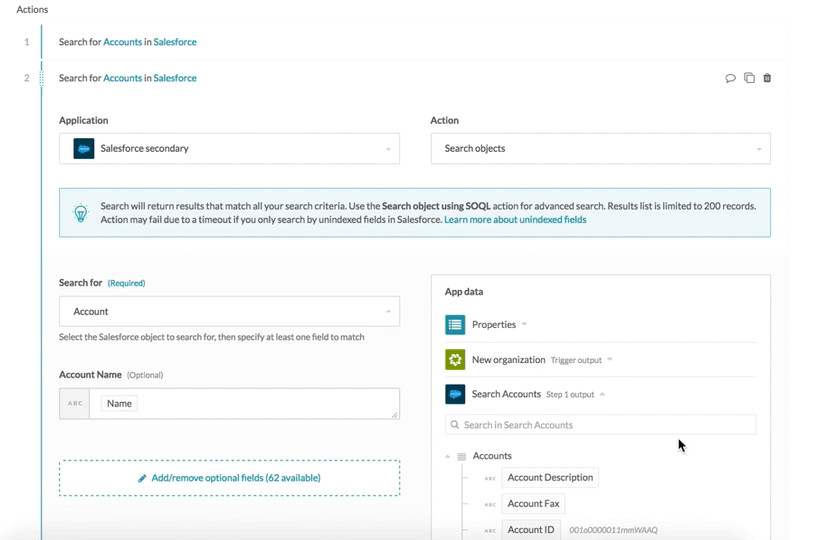 Actions
1 Search for Accounts in Salesforce
2 Search for Accounts in Salesforce
Application
Salesforce secondary
Action
Search objects
Search will return results that match all your search criteria. Use the Search object using SOQL action for advanced search. Results list is limited to 200 records.
Action may fail due to a timeout if you only search by unindexed fields in Salesforce. Learn more about unindexed fields
Search for (Required)
Account
Select the Salesforce object to search for, then specify at least one field to match
Account Name (Optional)
ABC Name
Add/remove optional fields (62 available)
App data
Properties
New organization Trigger output
Search Accounts Step 1 output
Search in Search Accounts
Accounts
ABC Account Description
ABC Account Fax
ABC Account ID 001o0000011mmWAAQ